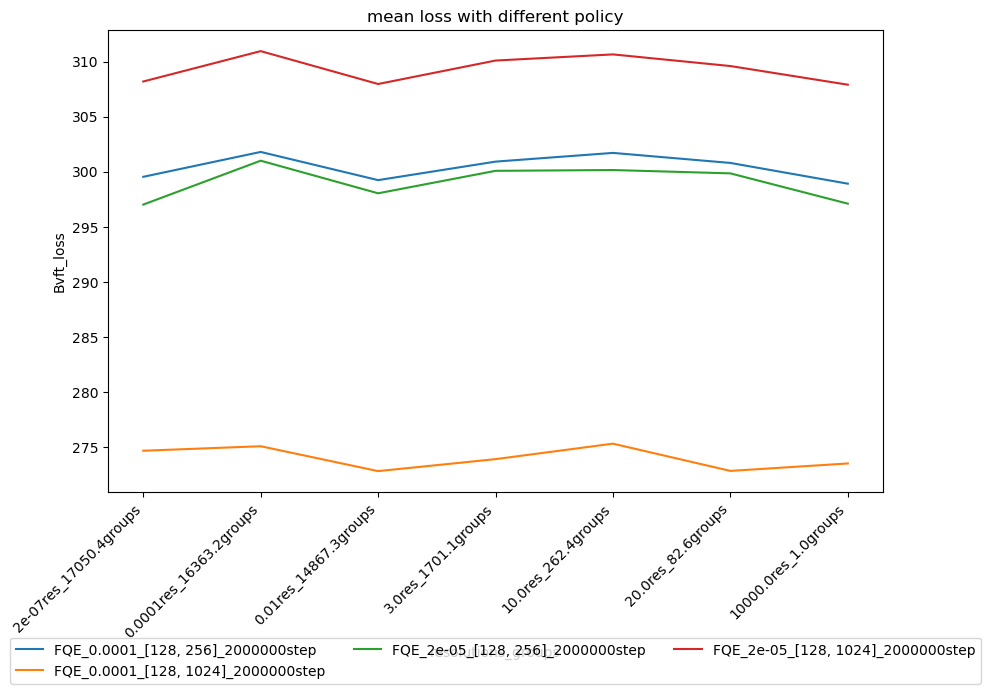 mean loss with different policy
Bvft_loss
310
305
300
295
290
285
280
275
2e-07res_17050.4groups
0.0001res_16363.2groups
0.01res_14867.3groups
3.0res_1701.1groups
10.0res_262.4groups
20.0res_82.6groups
10000.0res_1.0groups
FQE_0.0001_[128, 256]_2000000step
FQE_0.0001_[128, 1024]_2000000step
FQE_2e-05_[128, 256]_2000000step
FQE_2e-05_[128, 1024]_2000000step